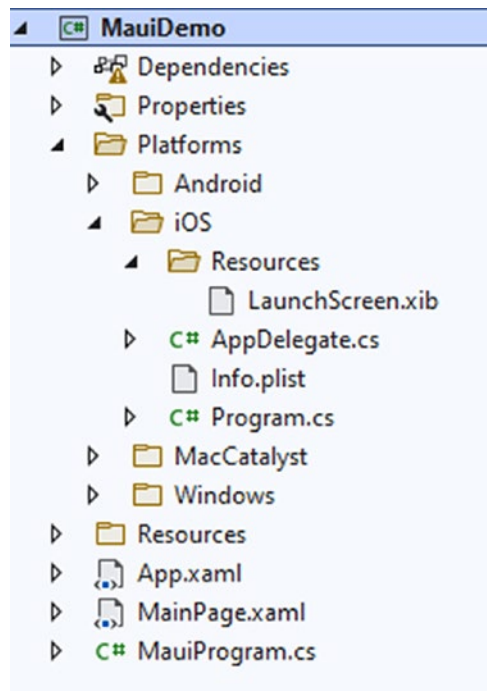 C# MauiDemo
Dependencies
Properties
Platforms
Android
iOS
Resources
LaunchScreen.xib
C# AppDelegate.cs
Info.plist
C# Program.cs
MacCatalyst
Windows
Resources
App.xaml
MainPage.xaml
C# MauiProgram.cs